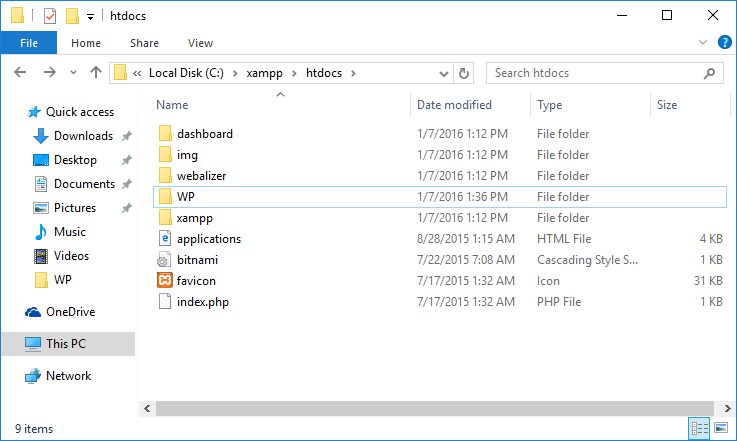 htdocs
File Home Share View
« Local Disk (C:) > xampp > htdocs > Search htdocs
Name Date modified Type Size
Quick access
Downloads
Desktop
Documents
Pictures
Music
Videos
WP
OneDrive
This PC
Network
dashboard 1/7/2016 1:12 PM File folder
img 1/7/2016 1:12 PM File folder
webalizer 1/7/2016 1:12 PM File folder
WP 1/7/2016 1:36 PM File folder
xampp 1/7/2016 1:12 PM File folder
applications 8/28/2015 1:15 AM HTML File 4 KB
bitnami 7/22/2015 7:08 AM Cascading Style S... 1 KB
favicon 7/17/2015 1:32 AM Icon 31 KB
index.php 7/17/2015 1:32 AM PHP File 1 KB
9 items